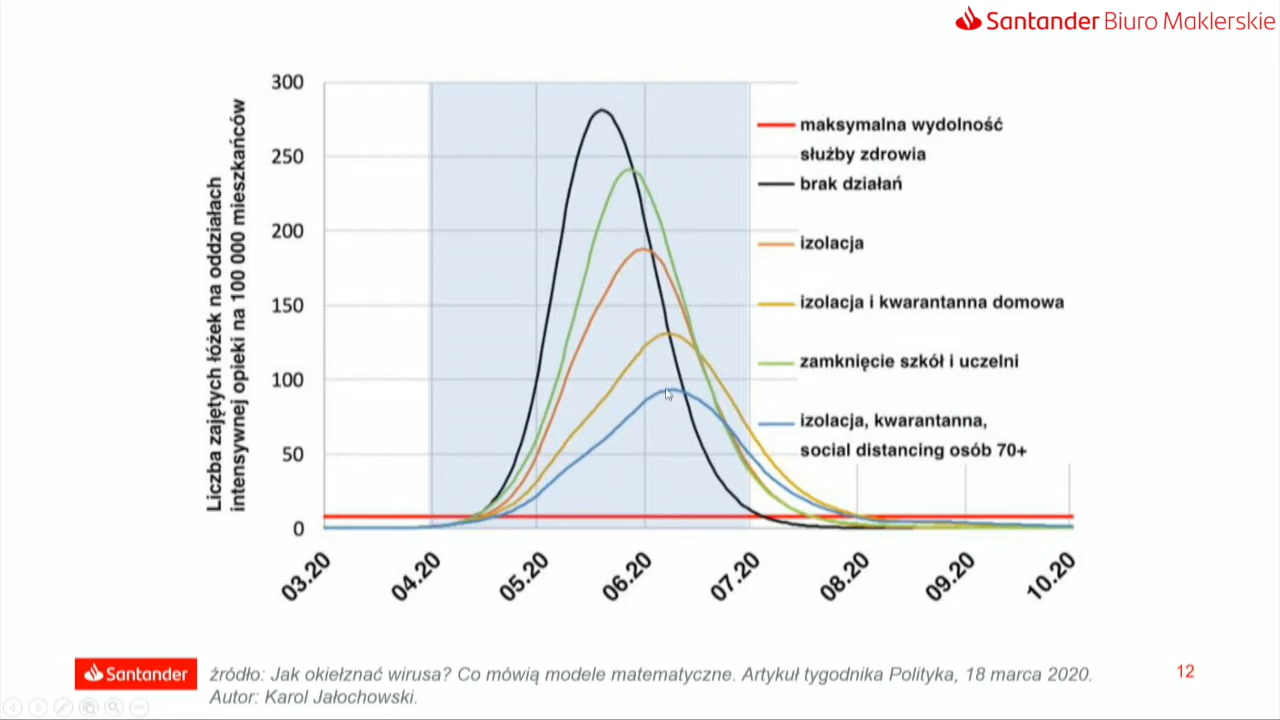 Santander Biuro Maklerskie
Liczba zajętych łóżek na oddziałach
intensywnej opieki na 100 000 mieszkańców
300
250
200
150
100
50
0
03.20
04.20
05.20
06.20
07.20
08.20
09.20
10.20
maksymalna wydolność
służby zdrowia
brak działań
izolacja
izolacja i kwarantanna domowa
zamknięcie szkół i uczelni
izolacja, kwarantanna,
social distancing osób 70+
Santander
źródło: Jak okiełznać wirusa? Co mówią modele matematyczne. Artykuł tygodnika Polityka, 18 marca 2020.
Autor: Karol Jałochowski.
12